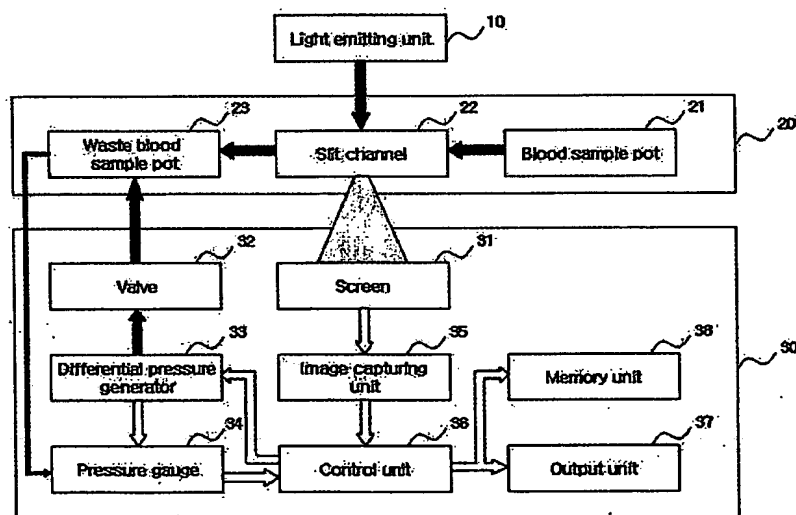 Light emitting unit
10
20
23
22
21
Waste blood
sample pot
Slit channel
Blood sample pot
30
32
31
Valve
Screen
33
35
38
Differential pressure
generator
Image capturing
unit
Memory unit
34
36
37
Pressure gauge
Control unit
Output unit